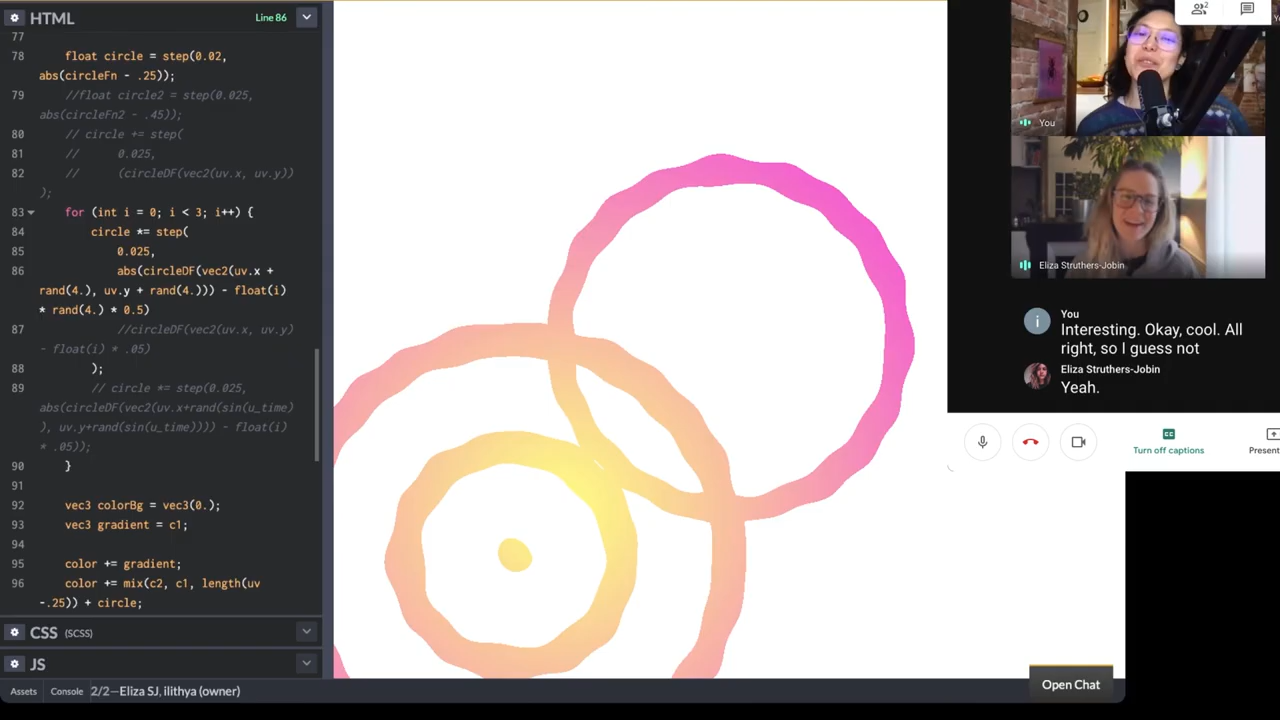 HTML
Line 86
77
78 float circle = step(0.02,
abs(circleFn - .25));
79 //float circle2 = step(0.025,
abs(circleFn2 - .45));
80 // circle += step(
81 // 0.025,
82 // (circleDF(vec2(uv.x, uv.y))
);
83 for (int i = 0; i < 3; i++) {
84 circle *= step(
85 0.025,
86 abs(circleDF(vec2(uv.x +
rand(4.), uv.y + rand(4.))) - float(i)
* rand(4.) * 0.5)
87 //circleDF(vec2(uv.x, uv.y)
- float(i) * .05)
88 );
89 // circle *= step(0.025,
abs(circleDF(vec2(uv.x+rand(sin(u_time)
), uv.y+rand(sin(u_time)))) - float(i)
* .05));
90 }
91
92 vec3 colorBg = vec3(0.);
93 vec3 gradient = c1;
94
95 color += gradient;
96 color += mix(c2, c1, length(uv
-.25)) + circle;
CSS (SCSS)
JS
Assets Console 2/2—Eliza SJ, ilithya (owner)
Open Chat
2
You
Eliza Struthers-Jobin
You
Interesting. Okay, cool. All
right, so I guess not
Eliza Struthers-Jobin
Yeah.
Turn off captions